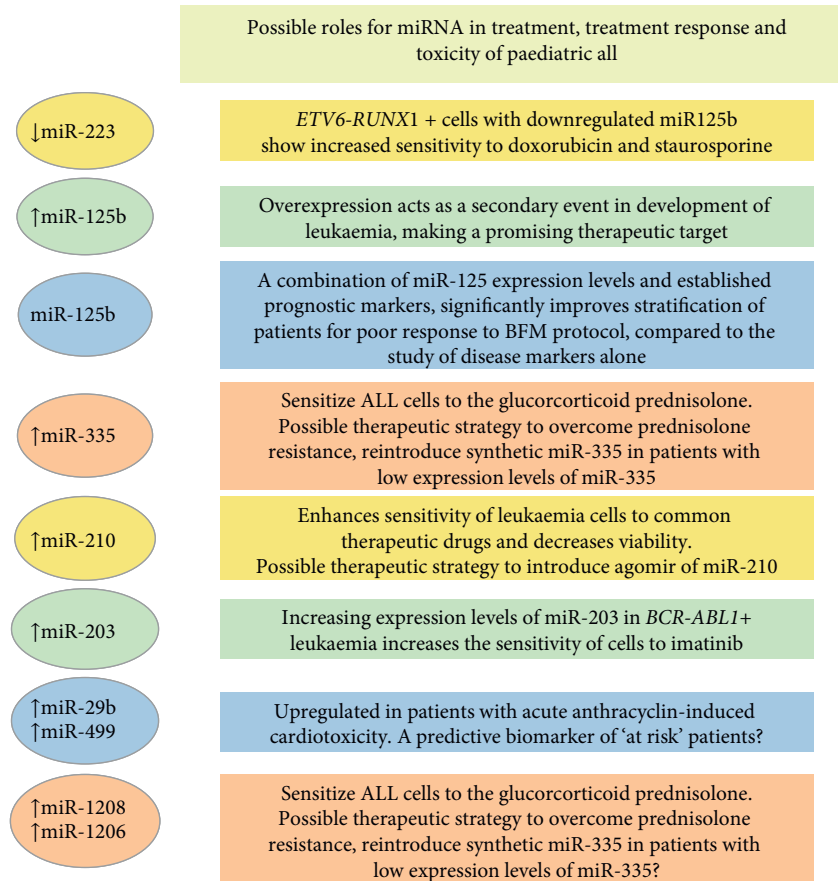 Possible roles for miRNA in treatment, treatment response and
toxicity of paediatric all
↓miR-223
ETV6-RUNX1 + cells with downregulated miR125b
show increased sensitivity to doxorubicin and staurosporine
↑miR-125b
Overexpression acts as a secondary event in development of
leukaemia, making a promising therapeutic target
miR-125b
A combination of miR-125 expression levels and established
prognostic markers, significantly improves stratification of
patients for poor response to BFM protocol, compared to the
study of disease markers alone
↑miR-335
Sensitize ALL cells to the glucorcorticoid prednisolone.
Possible therapeutic strategy to overcome prednisolone
resistance, reintroduce synthetic miR-335 in patients with
low expression levels of miR-335
↑miR-210
Enhances sensitivity of leukaemia cells to common
therapeutic drugs and decreases viability.
Possible therapeutic strategy to introduce agomir of miR-210
↑miR-203
Increasing expression levels of miR-203 in BCR-ABL1+
leukaemia increases the sensitivity of cells to imatinib
↑miR-29b
↑miR-499
Upregulated in patients with acute anthracyclin-induced
cardiotoxicity. A predictive biomarker of ‘at risk’ patients?
↑miR-1208
↑miR-1206
Sensitize ALL cells to the glucorcorticoid prednisolone.
Possible therapeutic strategy to overcome prednisolone
resistance, reintroduce synthetic miR-335 in patients with
low expression levels of miR-335?